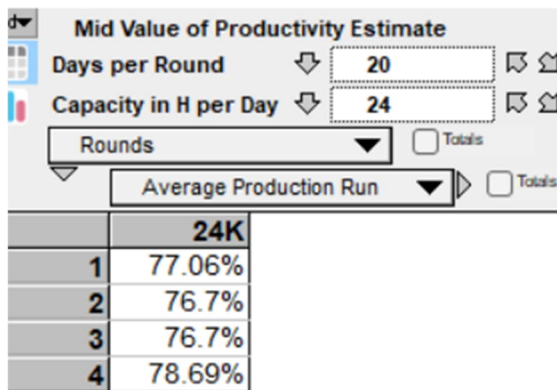 d
Mid Value of Productivity Estimate
Days per Round 20
Capacity in H per Day 24
Rounds Totals
Average Production Run Totals
24K
1 77.06%
2 76.7%
3 76.7%
4 78.69%